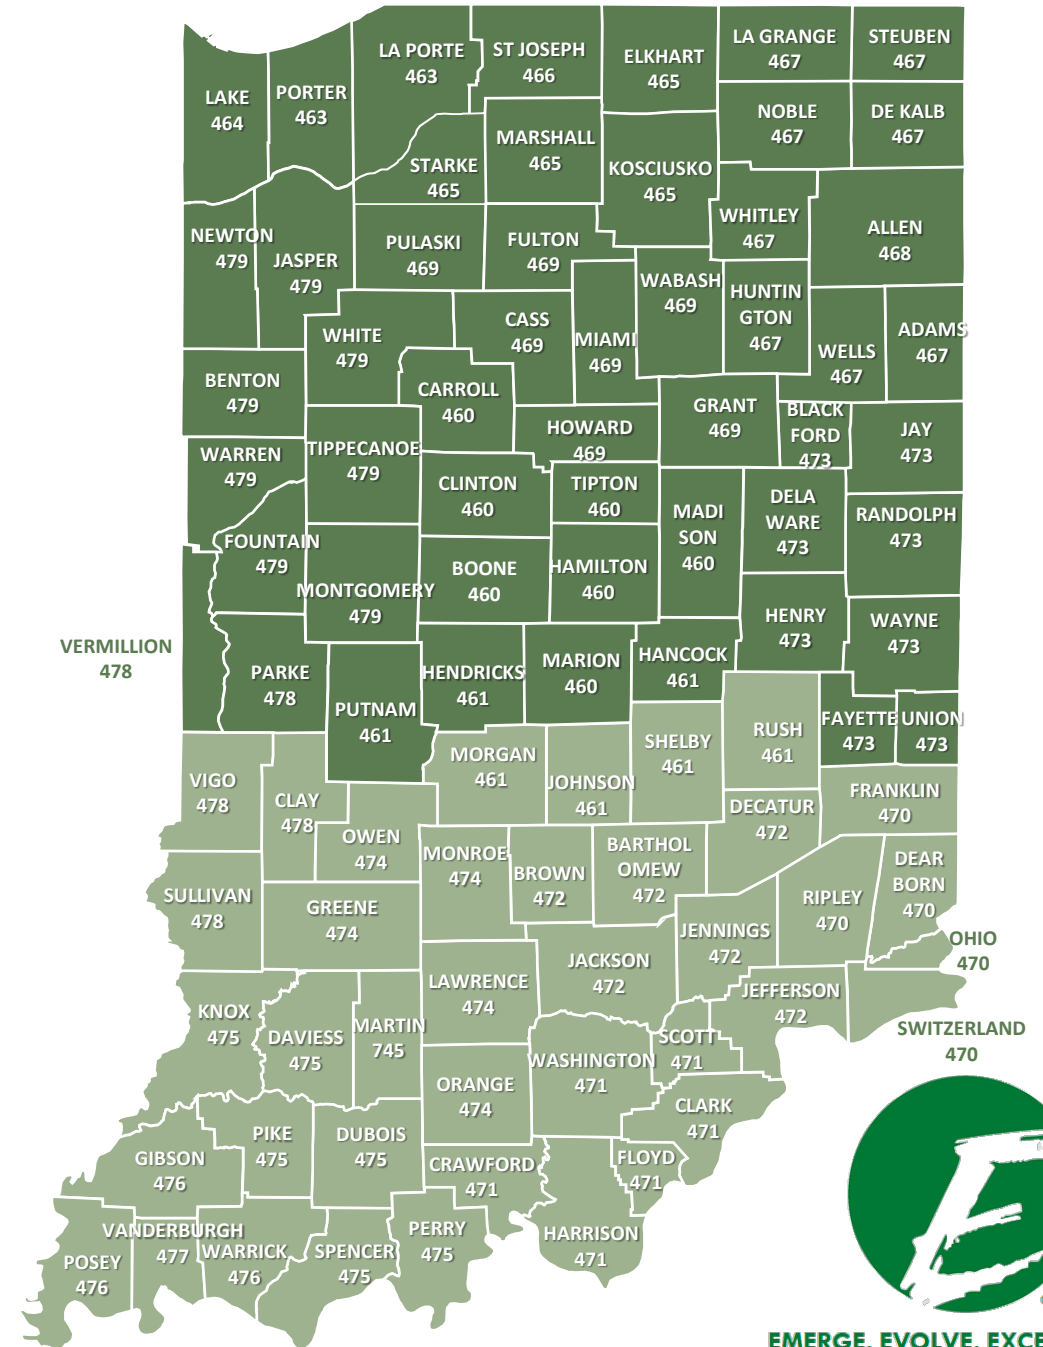 LA PORTE
463
ST JOSEPH
466
ELKHART
465
LA GRANGE
467
STEUBEN
467
LAKE
464
PORTER
463
STARKE
465
MARSHALL
465
KOSCIUSKO
465
NOBLE
467
DE KALB
467
NEWTON
479
JASPER
479
PULASKI
469
FULTON
469
WHITLEY
467
ALLEN
468
WHITE
479
CASS
469
MIAMI
469
WABASH
469
HUNTIN
GTON
467
WELLS
467
ADAMS
467
BENTON
479
CARROLL
460
HOWARD
469
GRANT
469
BLACK
FORD
473
JAY
473
WARREN
479
TIPPECANOE
479
CLINTON
460
TIPTON
460
MADI
SON
460
DELA
WARE
473
RANDOLPH
473
FOUNTAIN
479
MONTGOMERY
479
BOONE
460
HAMILTON
460
HENRY
473
WAYNE
473
VERMILLION
478
PARKE
478
PUTNAM
461
HENDRICKS
461
MARION
460
HANCOCK
461
RUSH
461
FAYETTE
473
UNION
473
VIGO
478
CLAY
478
OWEN
474
MORGAN
461
JOHNSON
461
SHELBY
461
DECATUR
472
FRANKLIN
470
SULLIVAN
478
GREENE
474
MONROE
474
BROWN
472
BARTHOL
OMEW
472
JENNINGS
472
RIPLEY
470
DEAR
BORN
470
OHIO
470
KNOX
475
DAVIESS
475
MARTIN
745
LAWRENCE
474
JACKSON
472
JEFFERSON
472
SWITZERLAND
470
SCOTT
471
WASHINGTON
471
ORANGE
474
CLARK
471
GIBSON
476
PIKE
475
DUBOIS
475
CRAWFORD
471
FLOYD
471
HARRISON
471
POSEY
476
VANDERBURGH
477
WARRICK
476
SPENCER
475
PERRY
475
E
EMERGE. EVOLVE. EXCE